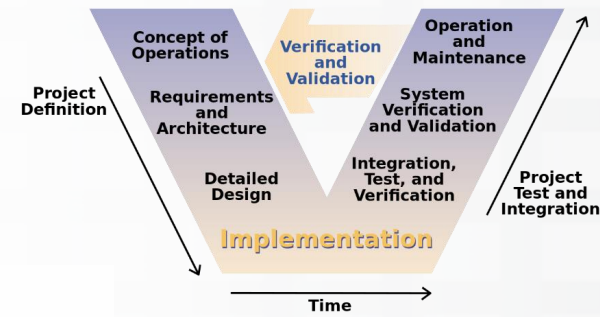 Concept of
Operations
Verification
and
Validation
Operation
and
Maintenance
Project
Definition
Requirements
and
Architecture
System
Verification
and Validation
Detailed
Design
Integration,
Test, and
Verification
Project
Test and
Integration
Implementation
Time